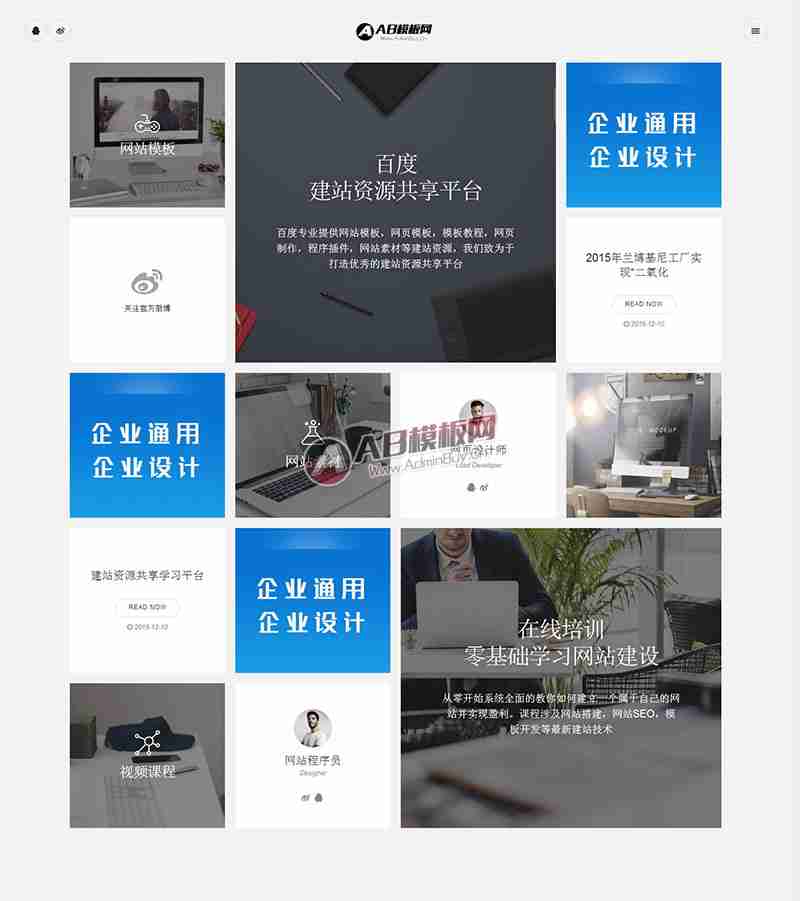 AB模板网
网站模板
百度
建站资源共享平台
百度专业提供网站模板，网页模板，模板教程，网页
制作，程序插件，网站素材等建站资源，我们致力于
打造优秀的建站资源共享平台
企业通用
企业设计
关注官方微博
2015年兰博基尼工厂实
现“二氧化
READ NOW
2015-12-10
企业通用
企业设计
网站素材
AB模板网
www.AdminBuy.Cn
网页设计师
Lead Developer
MOCKUP
建站资源共享学习平台
READ NOW
2015-12-10
企业通用
企业设计
在线培训
零基础学习网站建设
从零开始系统全面的教你如何建立一个属于自己的网
站并实现盈利。课程涉及网站搭建，网站SEO，模
板开发等最新建站技术
视频课程
网站程序员
Designer